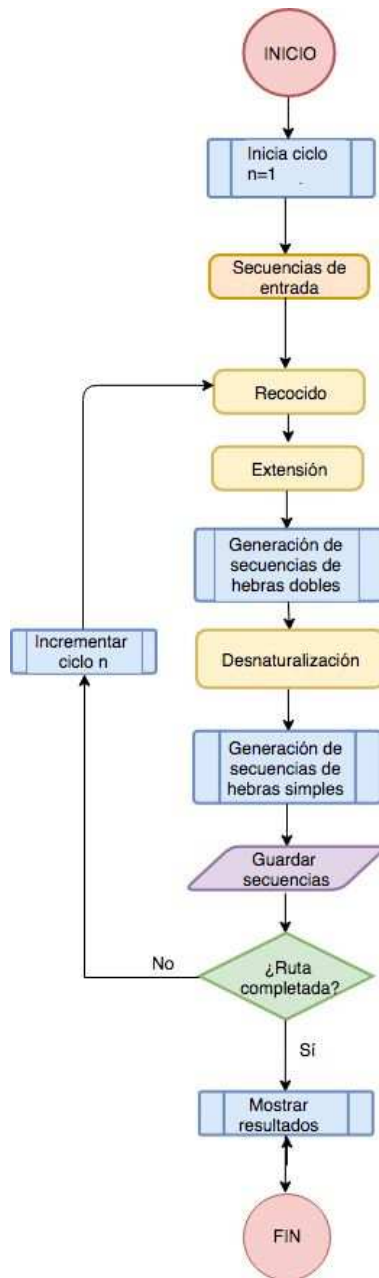 INICIO
Inicia ciclo
n=1
Secuencias de
entrada
Recocido
Extensión
Generación de
secuencias de
hebras dobles
Incrementar
ciclo n
Desnaturalización
Generación de
secuencias de
hebras simples
Guardar
secuencias
No
¿Ruta
completada?
Sí
Mostrar
resultados
FIN